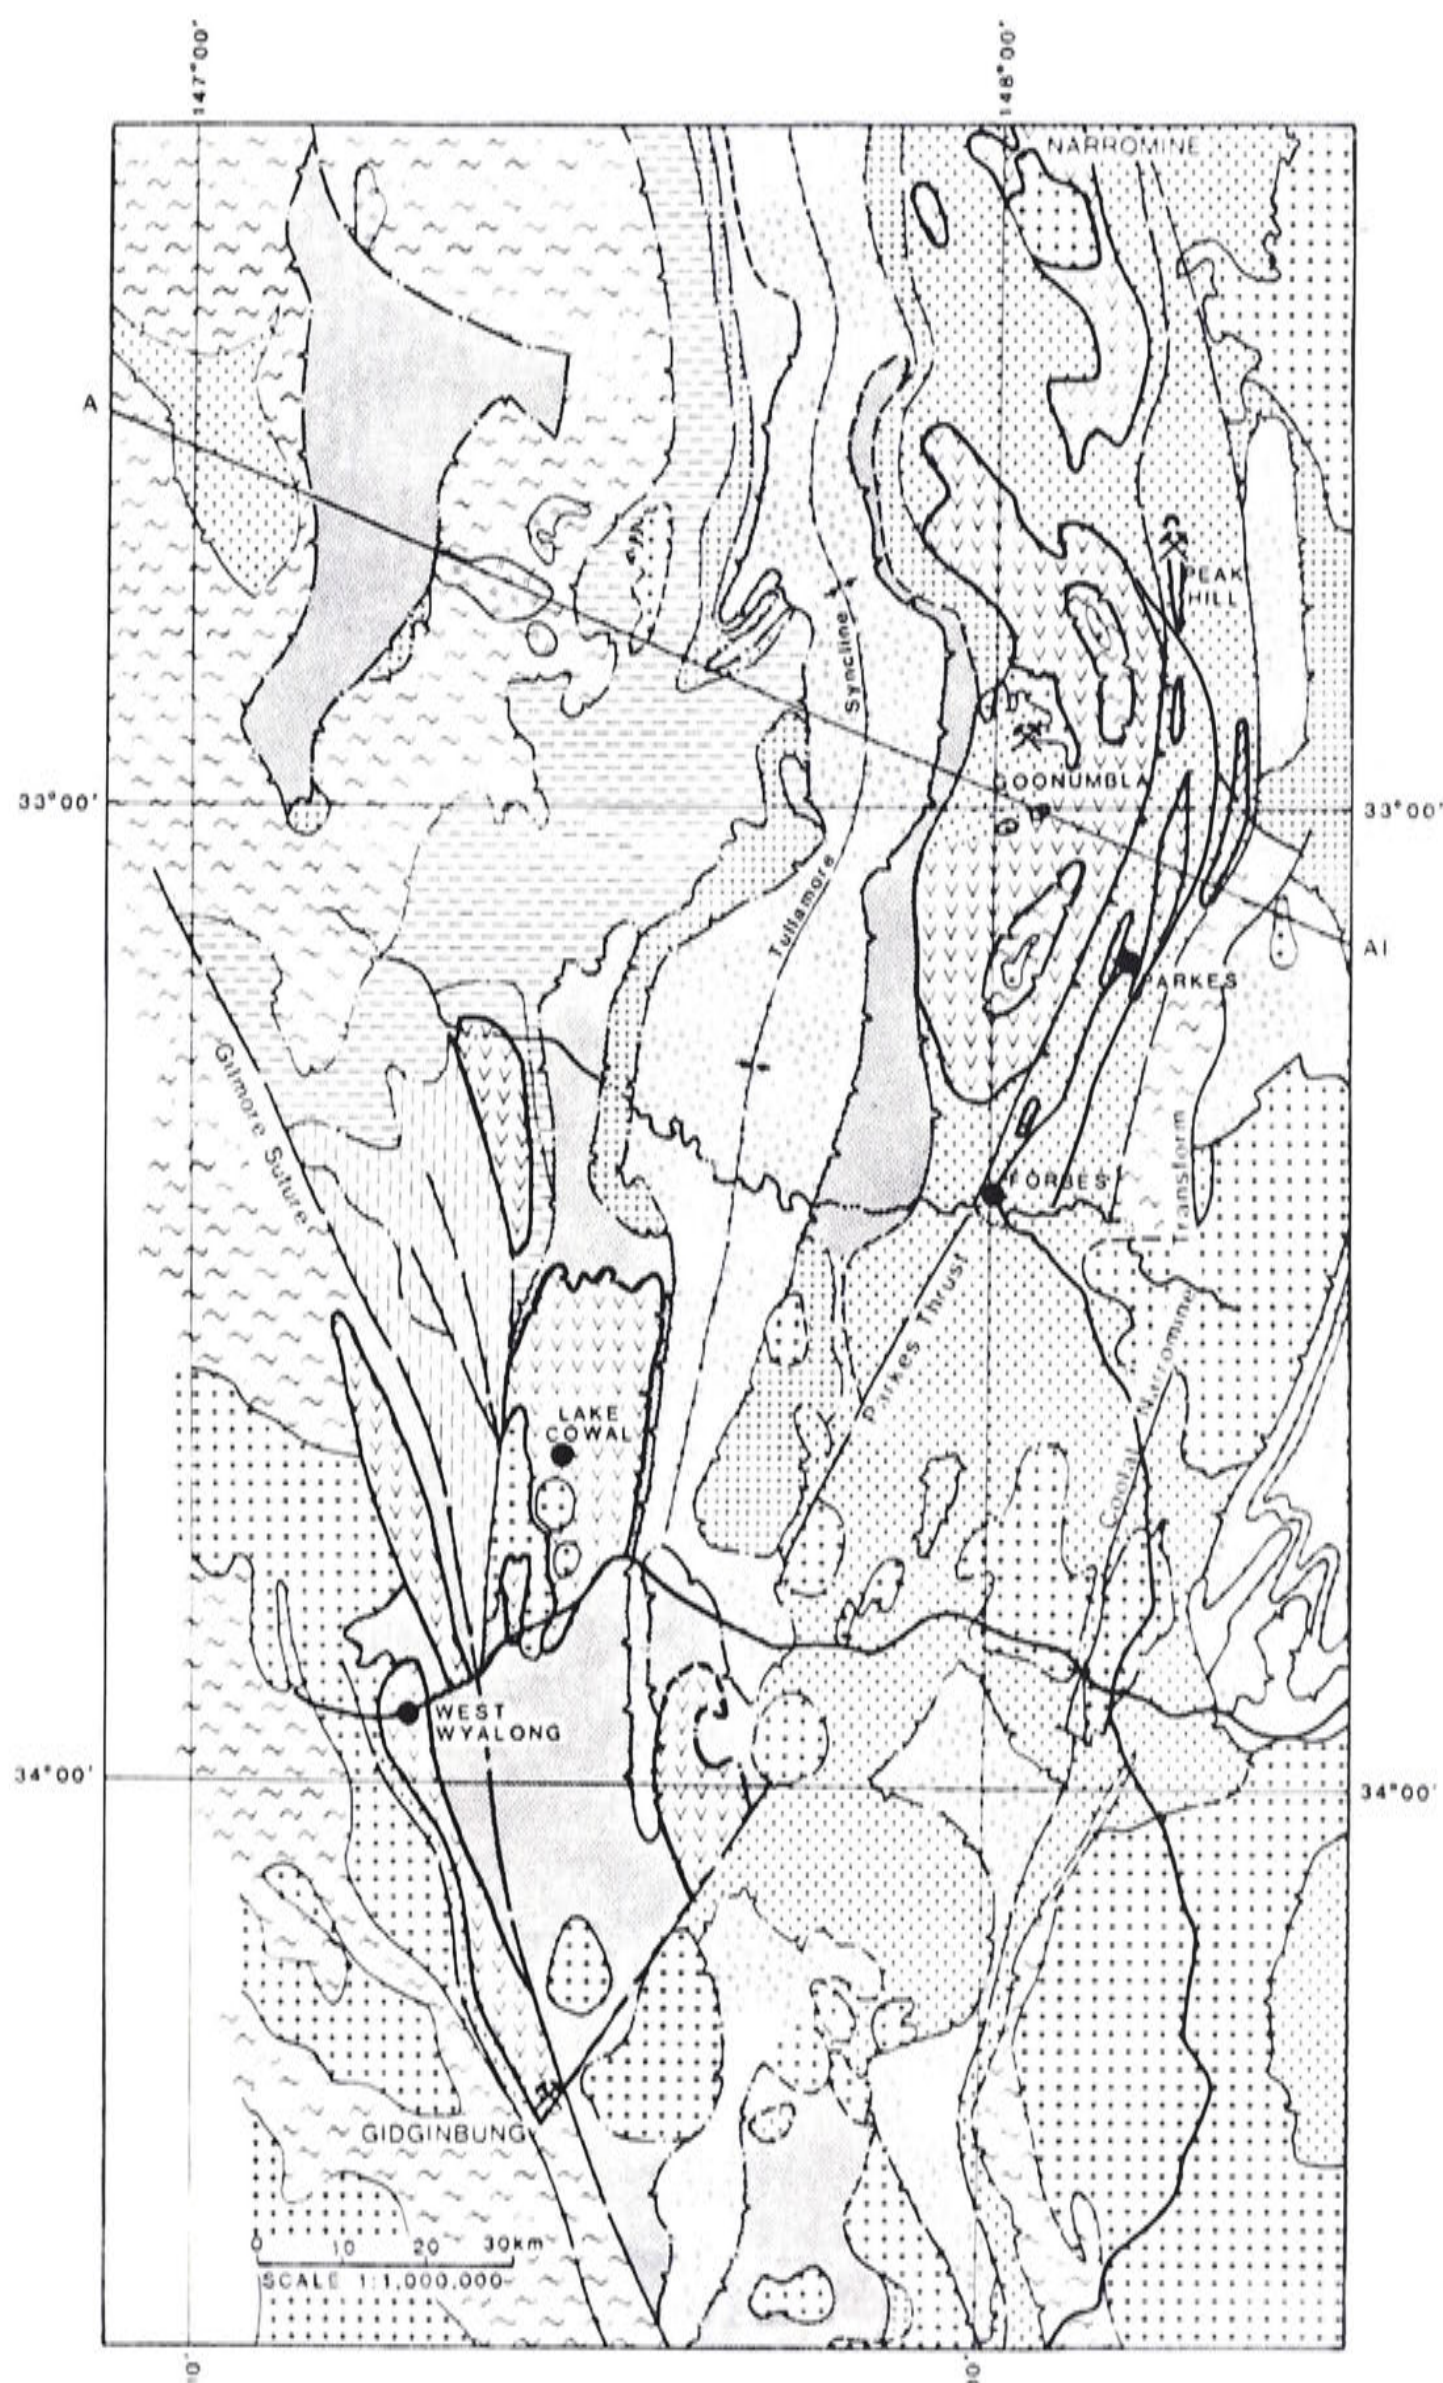 147°00'
148°00'
NARROMINE
A
PEAK
HILL
Syncline
GOONUMBLA
33°00'
33°00'
Tullamore
A1
PARKES
Gilmore Suture
FORBES
Transform
Parkes Thrust
Narromine
LAKE
COWAL
Coolac
WEST
WYALONG
34°00'
34°00'
GIDGINBUNG
0 10 20 30km
SCALE 1:1,000,000